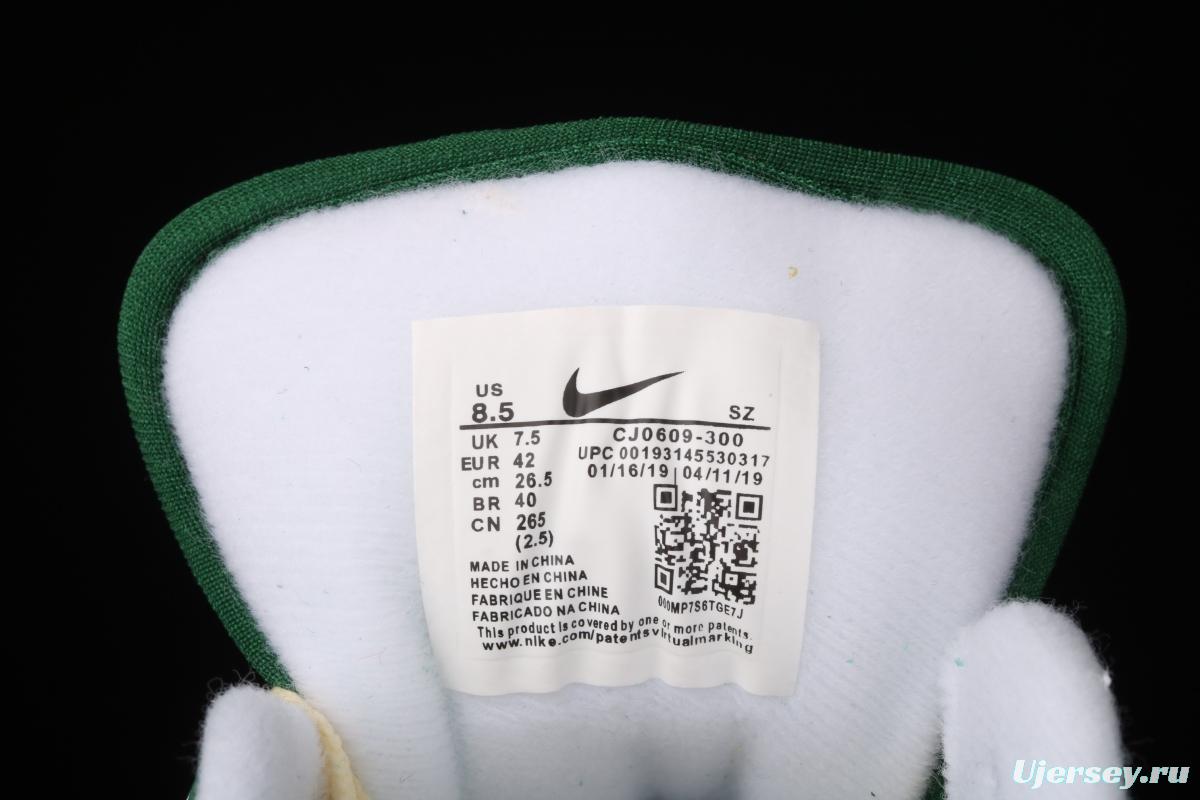 US
8.5
SZ
UK 7.5
EUR 42
cm 26.5
BR 40
CN 265
(2.5)
CJ0609-300
UPC 00193145530317
01/16/19 | 04/11/19
000MP7S6TGE7J
MADE IN CHINA
HECHO EN CHINA
FABRIQUE EN CHINE
FABRICADO NA CHINA
This product is covered by one or more patents.
www.nike.com/patentsvirtualmarking
Ujersey.ru